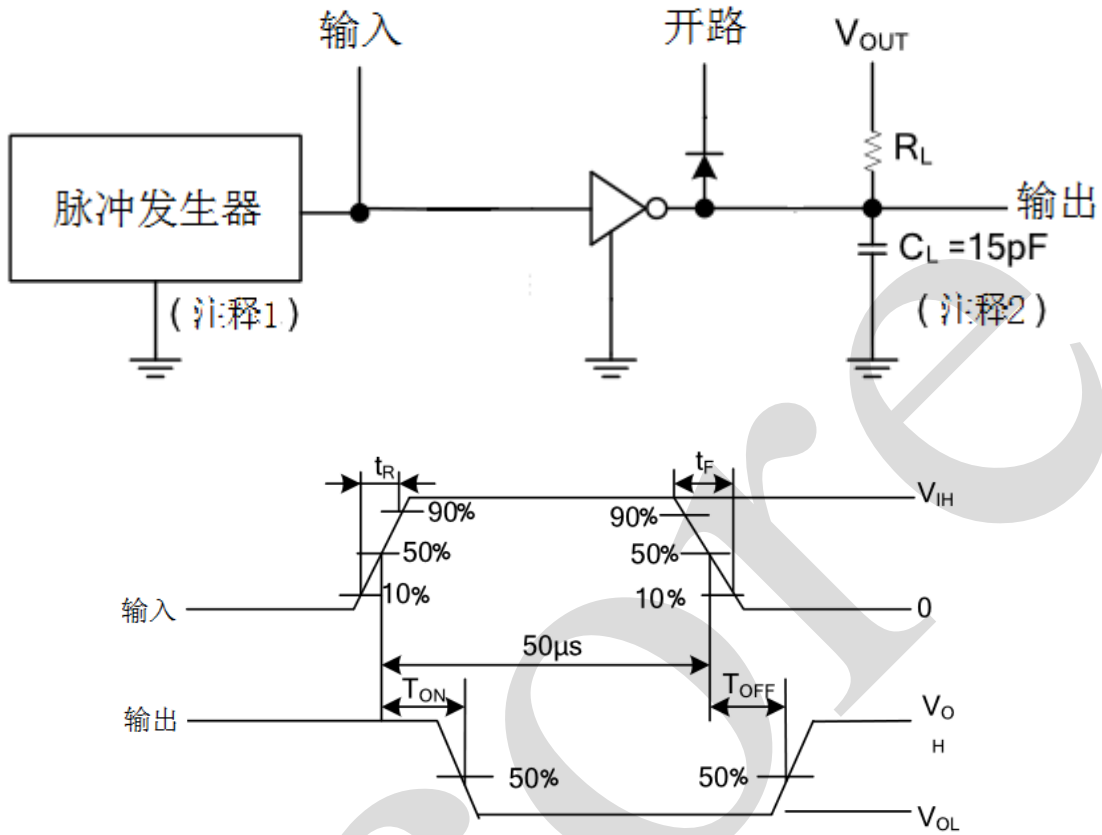 输入
开路
VOUT
脉冲发生器
RL
输出
CL =15pF
(注释1)
(注释2)
tR
tF
VIH
90%
90%
50%
50%
10%
10%
输入
0
50μs
TON
TOFF
输出
VO
H
50%
50%
VOL
ore